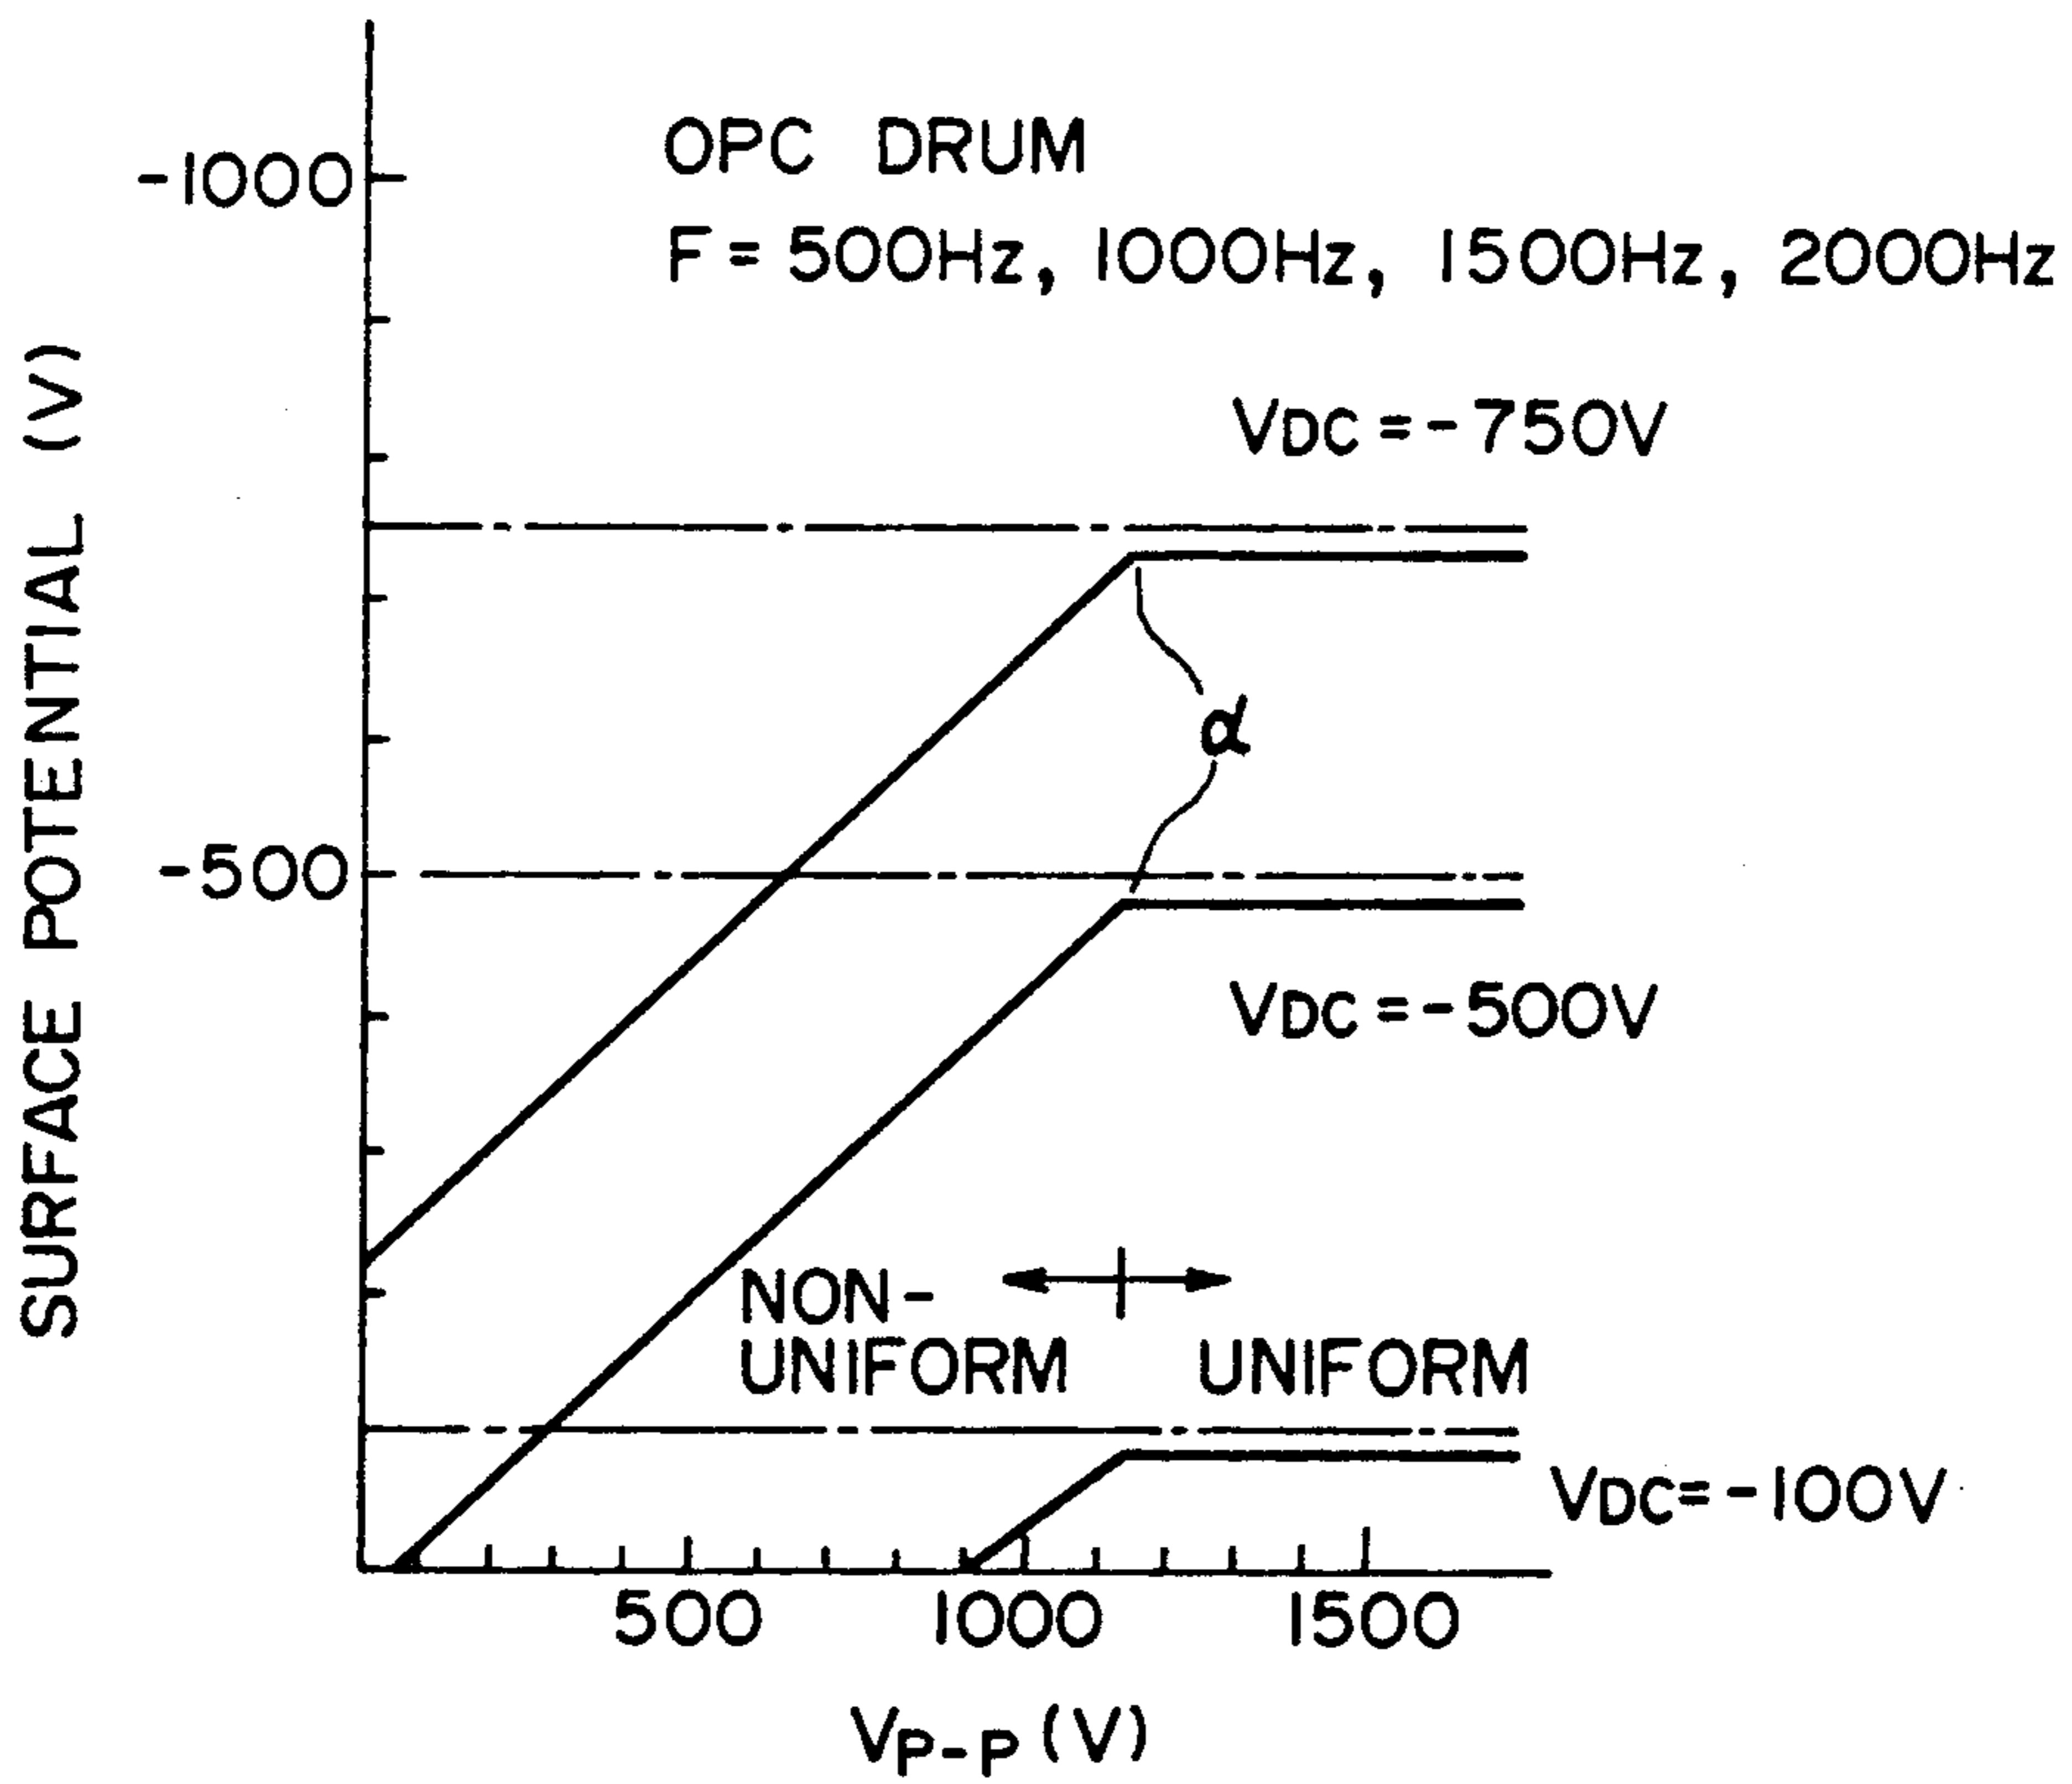 OPC DRUM
F = 500Hz, 1000Hz, 1500Hz, 2000Hz
-1000
VDC = -750V
α
-500
VDC = -500V
NON-
UNIFORM
UNIFORM
VDC = -100V
500 1000 1500
VP-P (V)
SURFACE POTENTIAL (V)